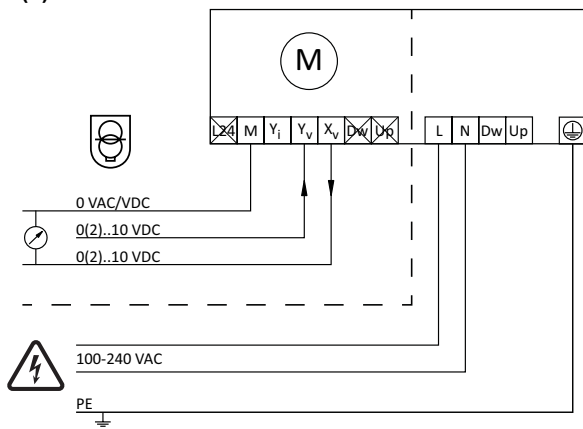 M
L24 M Yi Yv Xv Dw Up L N Dw Up
0 VAC/VDC
0(2)..10 VDC
0(2)..10 VDC
100-240 VAC
PE